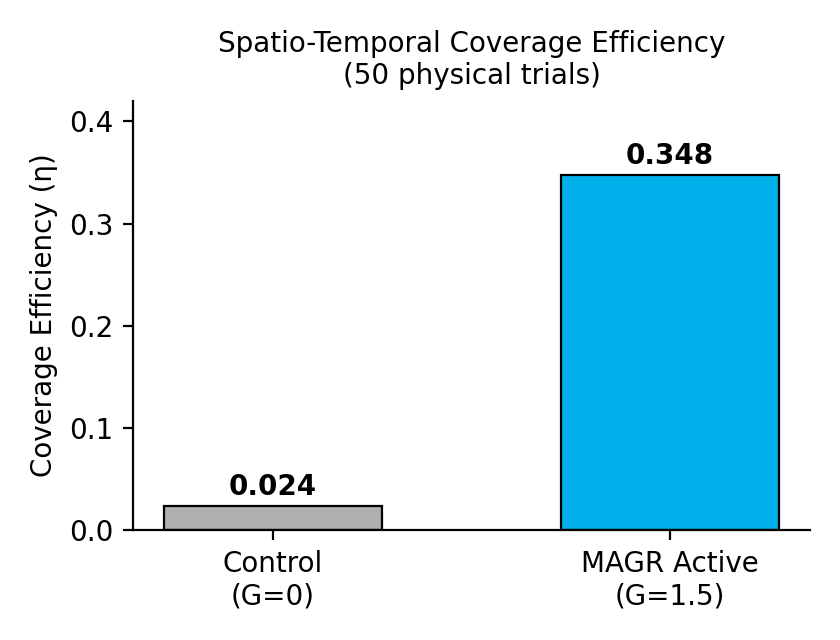 Spatio-Temporal Coverage Efficiency
(50 physical trials)
Coverage Efficiency (η)
0.4
0.3
0.2
0.1
0.0
0.024
0.348
Control
(G=0)
MAGR Active
(G=1.5)